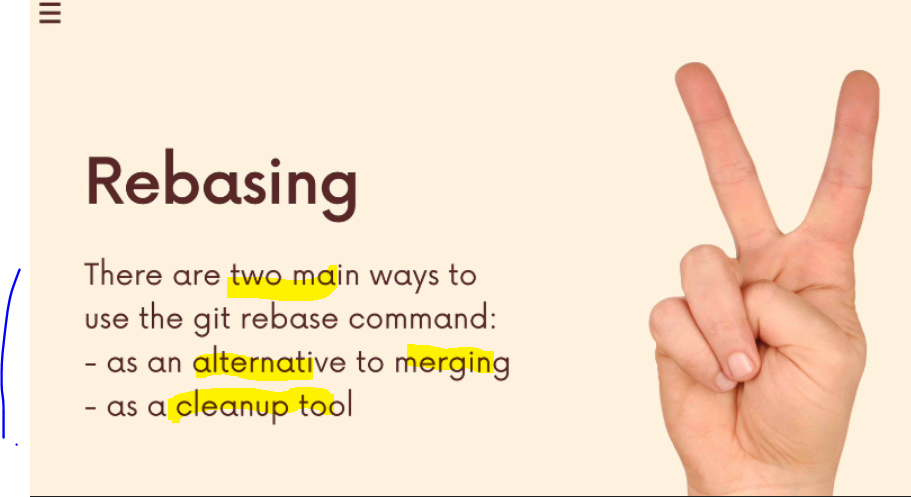 Rebasing
There are two main ways to
use the git rebase command:
- as an alternative to merging
- as a cleanup tool